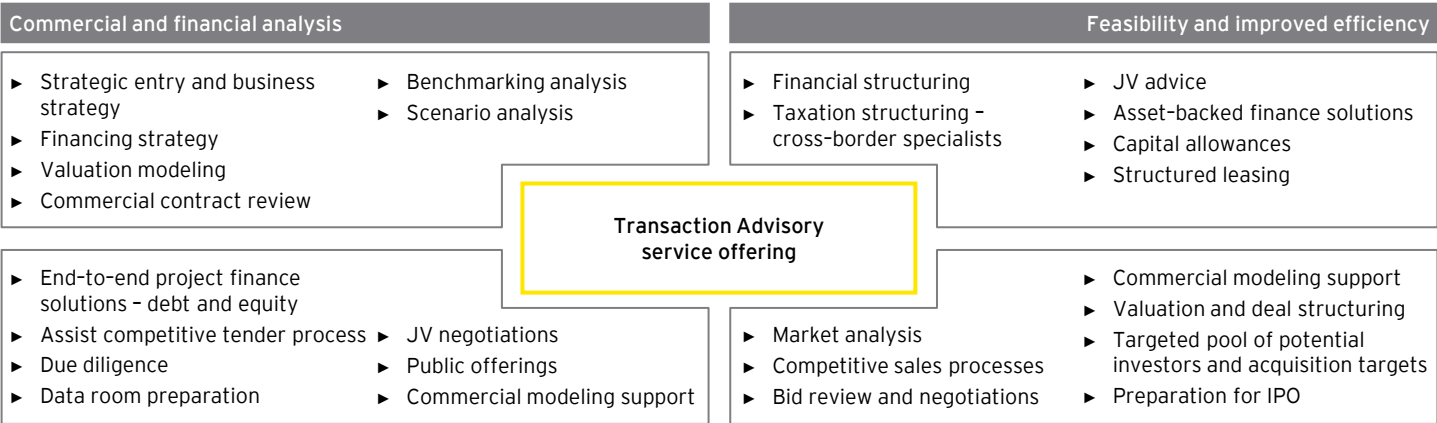 Commercial and financial analysis
► Strategic entry and business
strategy
► Financing strategy
► Valuation modeling
► Commercial contract review
► Benchmarking analysis
► Scenario analysis
Feasibility and improved efficiency
► Financial structuring
► Taxation structuring –
cross-border specialists
► JV advice
► Asset-backed finance solutions
► Capital allowances
► Structured leasing
Transaction Advisory
service offering
► End-to-end project finance
solutions – debt and equity
► Assist competitive tender process
► Due diligence
► Data room preparation
► JV negotiations
► Public offerings
► Commercial modeling support
► Market analysis
► Competitive sales processes
► Bid review and negotiations
► Commercial modeling support
► Valuation and deal structuring
► Targeted pool of potential
investors and acquisition targets
► Preparation for IPO